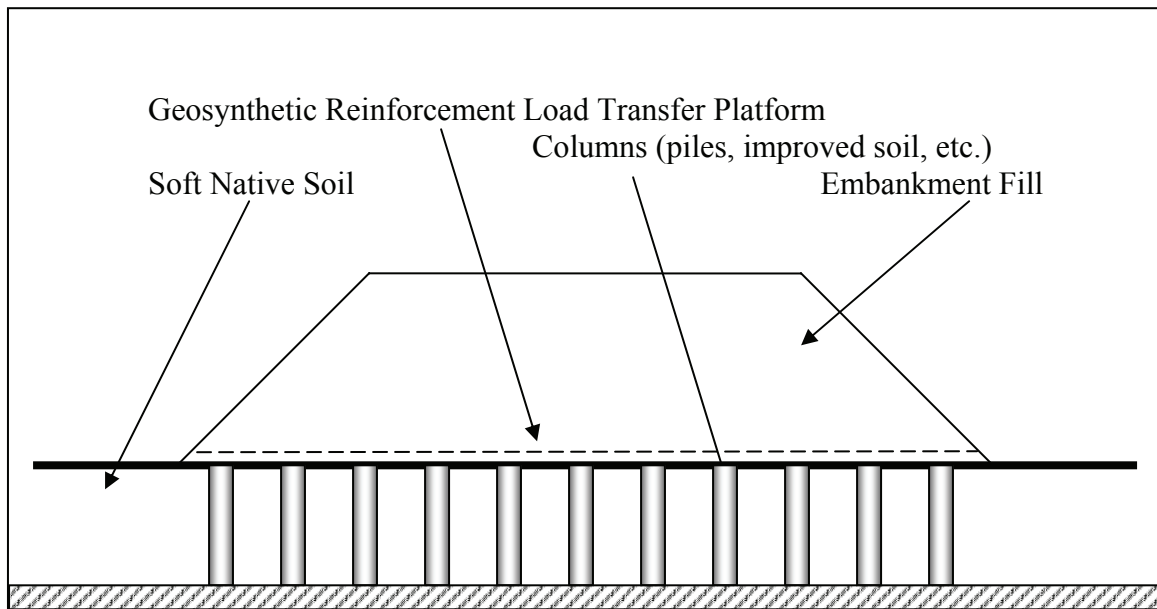 Geosynthetic Reinforcement Load Transfer Platform
Columns (piles, improved soil, etc.)
Soft Native Soil
Embankment Fill